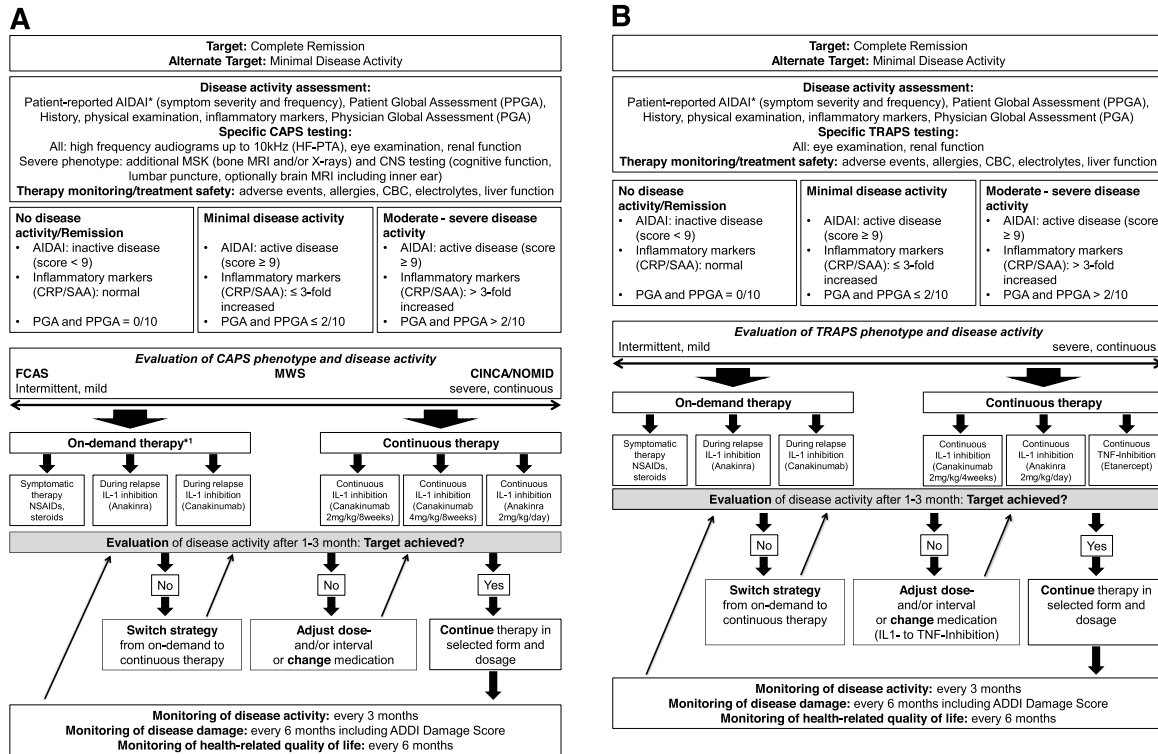 A
Target: Complete Remission
Alternate Target: Minimal Disease Activity
Disease activity assessment:
Patient-reported AIDAI* (symptom severity and frequency), Patient Global Assessment (PPGA),
History, physical examination, inflammatory markers, Physician Global Assessment (PGA)
Specific CAPS testing:
All: high frequency audiograms up to 10kHz (HF-PTA), eye examination, renal function
Severe phenotype: additional MSK (bone MRI and/or X-rays) and CNS testing (cognitive function,
lumbar puncture, optionally brain MRI including inner ear)
Therapy monitoring/treatment safety: adverse events, allergies, CBC, electrolytes, liver function
No disease
activity/Remission
• AIDAI: inactive disease
(score < 9)
• Inflammatory markers
(CRP/SAA): normal
• PGA and PPGA = 0/10
Minimal disease activity
• AIDAI: active disease
(score ≥ 9)
• Inflammatory markers
(CRP/SAA): ≤ 3-fold
increased
• PGA and PPGA ≤ 2/10
Moderate - severe disease
activity
• AIDAI: active disease (score
≥ 9)
• Inflammatory markers
(CRP/SAA): > 3-fold
increased
• PGA and PPGA > 2/10
Evaluation of CAPS phenotype and disease activity
FCAS MWS CINCA/NOMID
Intermittent, mild severe, continuous
On-demand therapy*1
Continuous therapy
Symptomatic
therapy
NSAIDs,
steroids
During relapse
IL-1 inhibition
(Anakinra)
During relapse
IL-1 inhibition
(Canakinumab)
Continuous
IL-1 inhibition
(Canakinumab
2mg/kg/8weeks)
Continuous
IL-1 inhibition
(Canakinumab
4mg/kg/8weeks)
Continuous
IL-1 inhibition
(Anakinra
2mg/kg/day)
Evaluation of disease activity after 1-3 month: Target achieved?
No
No
Yes
Switch strategy
from on-demand to
continuous therapy
Adjust dose-
and/or interval
or change medication
Continue therapy in
selected form and
dosage
Monitoring of disease activity: every 3 months
Monitoring of disease damage: every 6 months including ADDI Damage Score
Monitoring of health-related quality of life: every 6 months
B
Target: Complete Remission
Alternate Target: Minimal Disease Activity
Disease activity assessment:
Patient-reported AIDAI* (symptom severity and frequency), Patient Global Assessment (PPGA),
History, physical examination, inflammatory markers, Physician Global Assessment (PGA)
Specific TRAPS testing:
All: eye examination, renal function
Therapy monitoring/treatment safety: adverse events, allergies, CBC, electrolytes, liver function
No disease
activity/Remission
• AIDAI: inactive disease
(score < 9)
• Inflammatory markers
(CRP/SAA): normal
• PGA and PPGA = 0/10
Minimal disease activity
• AIDAI: active disease
(score ≥ 9)
• Inflammatory markers
(CRP/SAA): ≤ 3-fold
increased
• PGA and PPGA ≤ 2/10
Moderate - severe disease
activity
• AIDAI: active disease (score
≥ 9)
• Inflammatory markers
(CRP/SAA): > 3-fold
increased
• PGA and PPGA > 2/10
Evaluation of TRAPS phenotype and disease activity
Intermittent, mild severe, continuous
On-demand therapy
Continuous therapy
Symptomatic
therapy
NSAIDs,
steroids
During relapse
IL-1 inhibition
(Anakinra)
During relapse
IL-1 inhibition
(Canakinumab)
Continuous
IL-1 inhibition
(Canakinumab
2mg/kg/4weeks)
Continuous
IL-1 inhibition
(Anakinra
2mg/kg/day)
Continuous
TNF-Inhibition
(Etanercept)
Evaluation of disease activity after 1-3 month: Target achieved?
No
No
Yes
Switch strategy
from on-demand to
continuous therapy
Adjust dose-
and/or interval
or change medication
(IL1- to TNF-Inhibition)
Continue therapy in
selected form and
dosage
Monitoring of disease activity: every 3 months
Monitoring of disease damage: every 6 months including ADDI Damage Score
Monitoring of health-related quality of life: every 6 months